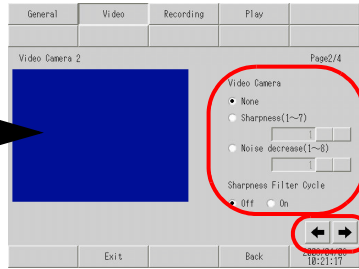 General Video Recording Play
Video Camera 2 Page2/4
Video Camera
None
Sharpness(1～7)
1
Noise decrease(1～8)
1
Sharpness Filter Cycle
Off On
Exit Back
10:21:17